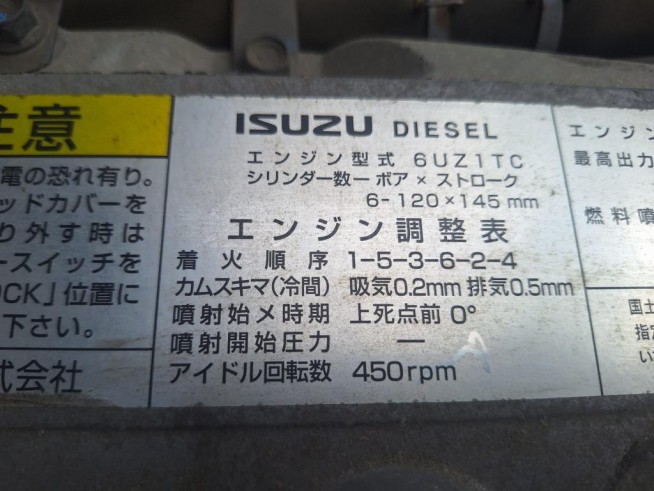 注意
電の恐れ有り。
ッドカバーを
り外す時は
ースイッチを
OCK」位置に
下さい。
式会社
ISUZU DIESEL
エンジン型式 6UZ1TC
シリンダー数ー ボア × ストローク
6-120×145 mm
エンジン調整表
着火順序 1-5-3-6-2-4
カムスキマ(冷間) 吸気0.2mm 排気0.5mm
噴射始メ時期 上死点前 0°
噴射開始圧力 ―
アイドル回転数 450rpm
エンジン
最高出力
燃料噴
国土
指定
い